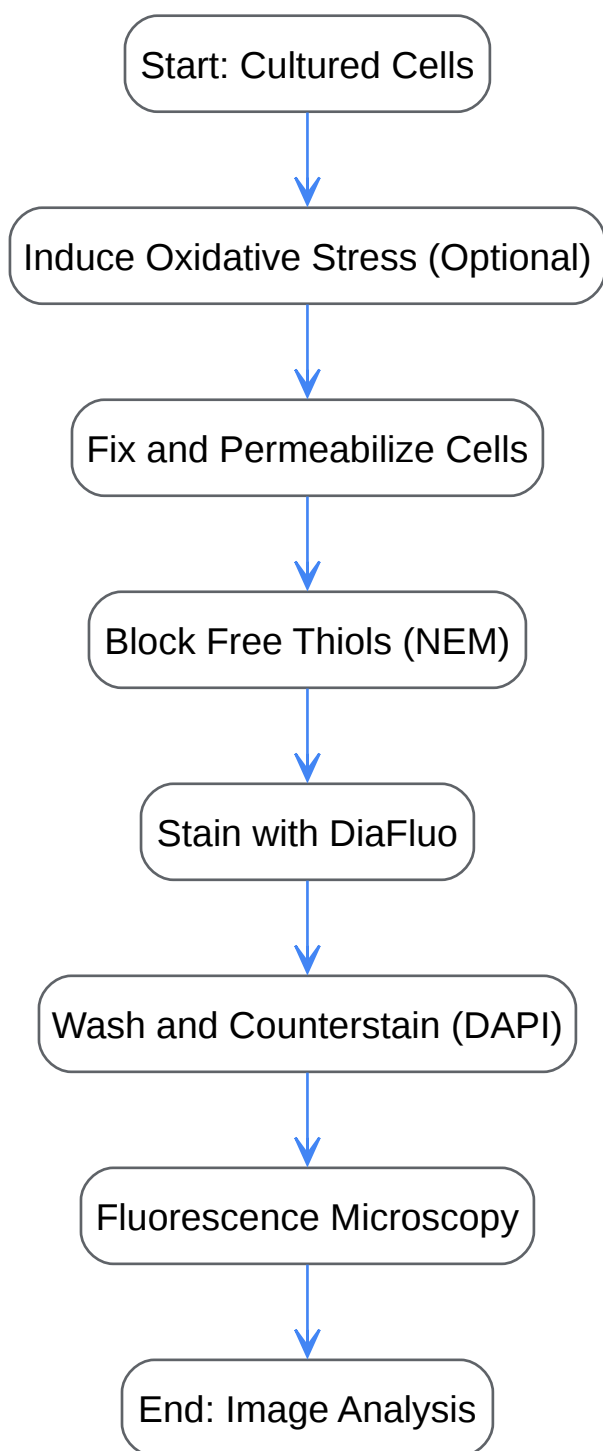 Start: Cultured Cells
Induce Oxidative Stress (Optional)
Fix and Permeabilize Cells
Block Free Thiols (NEM)
Stain with DiaFluo
Wash and Counterstain (DAPI)
Fluorescence Microscopy
End: Image Analysis